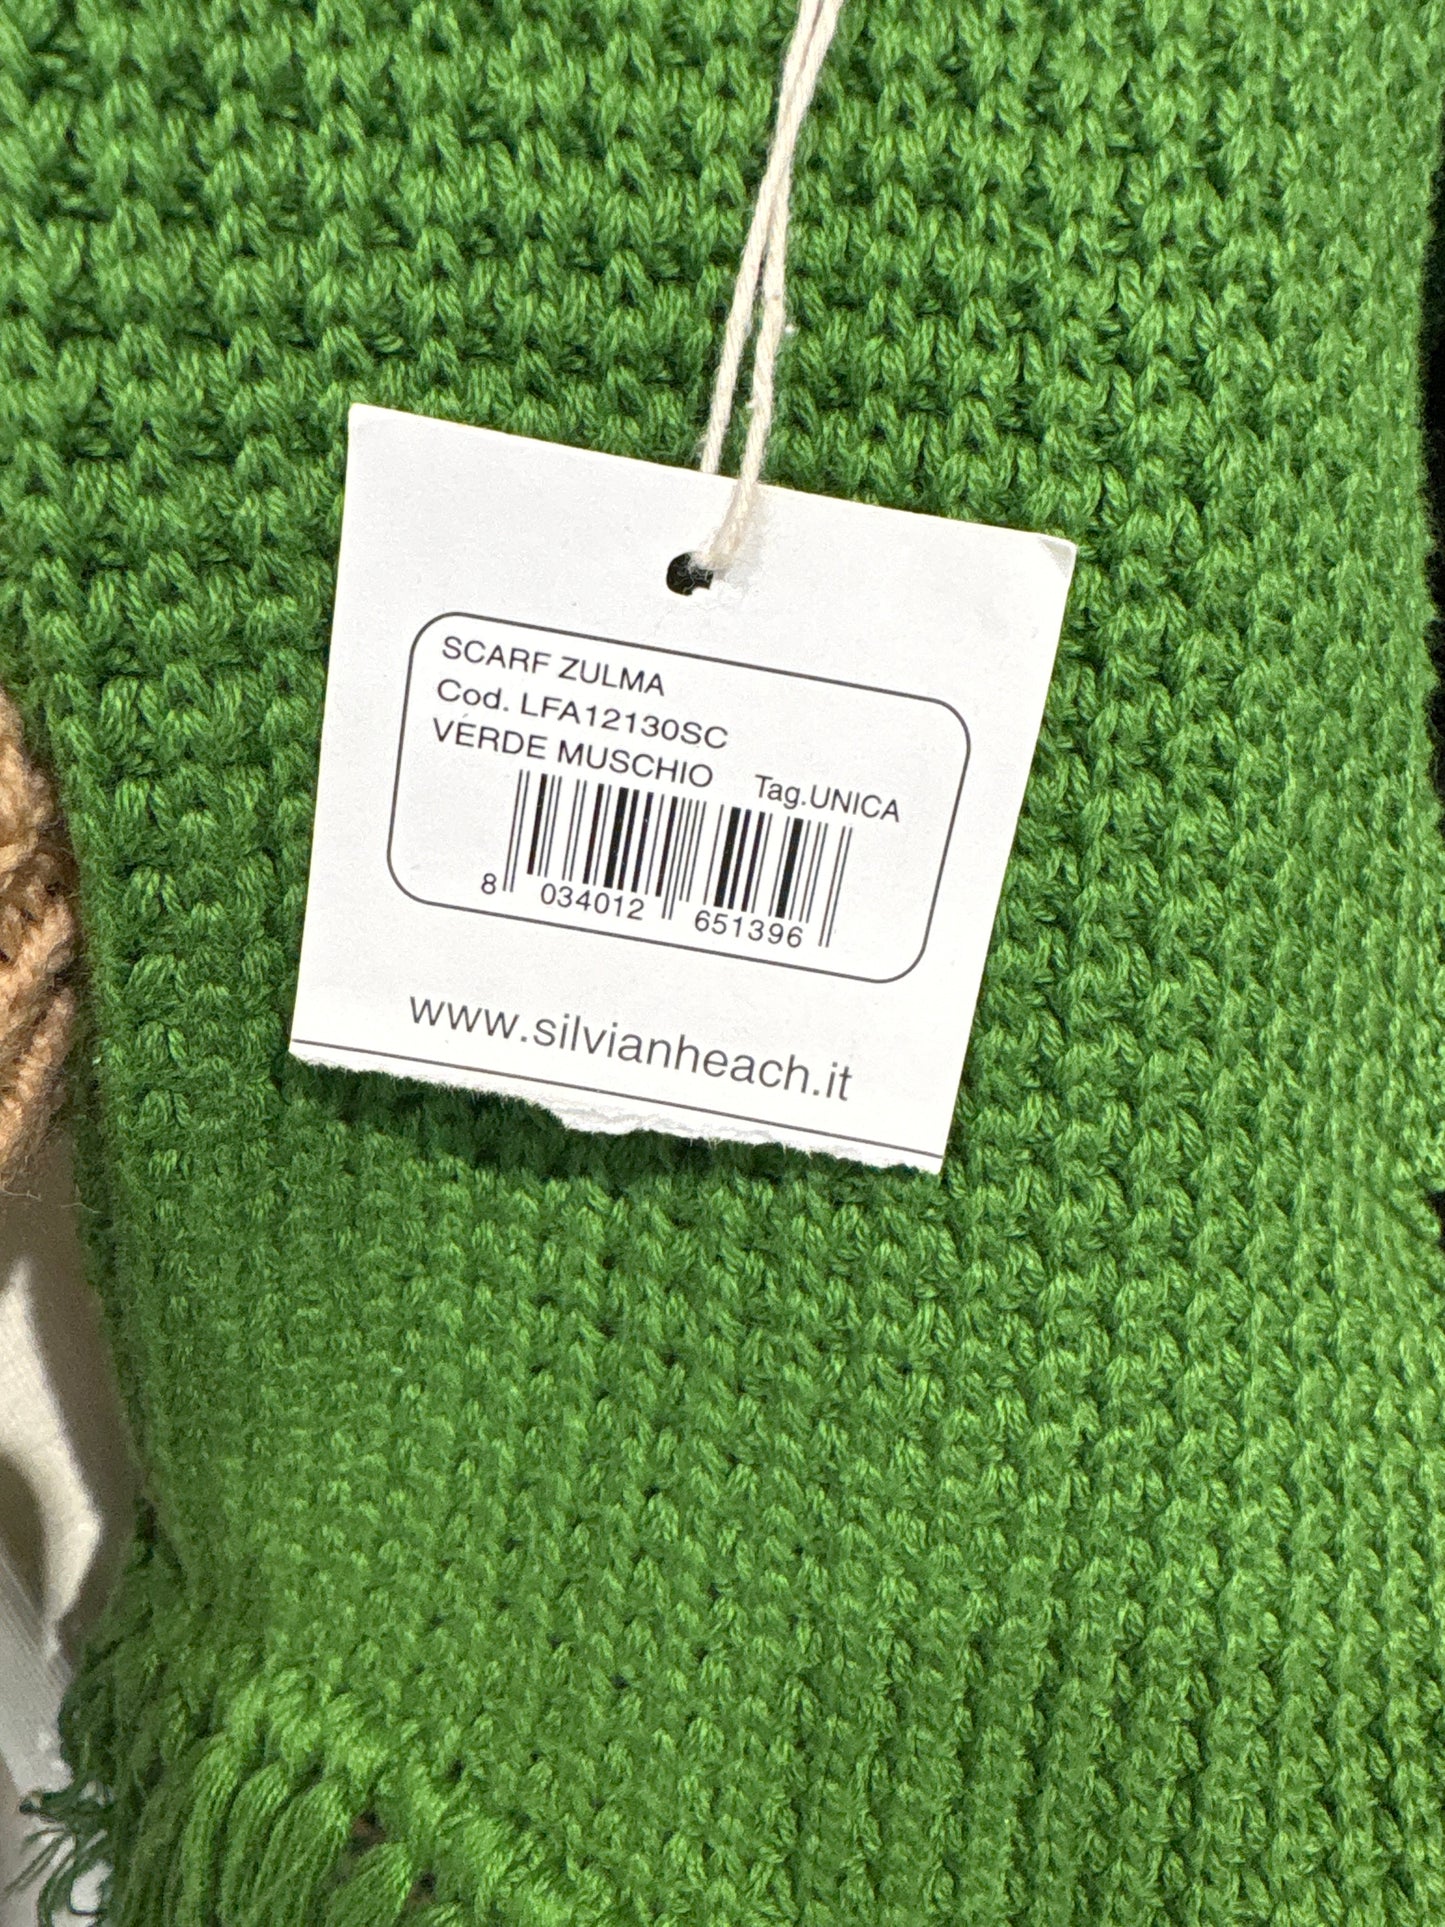 SCARF ZULMA
Cod. LFA12130SC
VERDE MUSCHIO Tag.UNICA
8 034012 651396
www.silvianheach.it